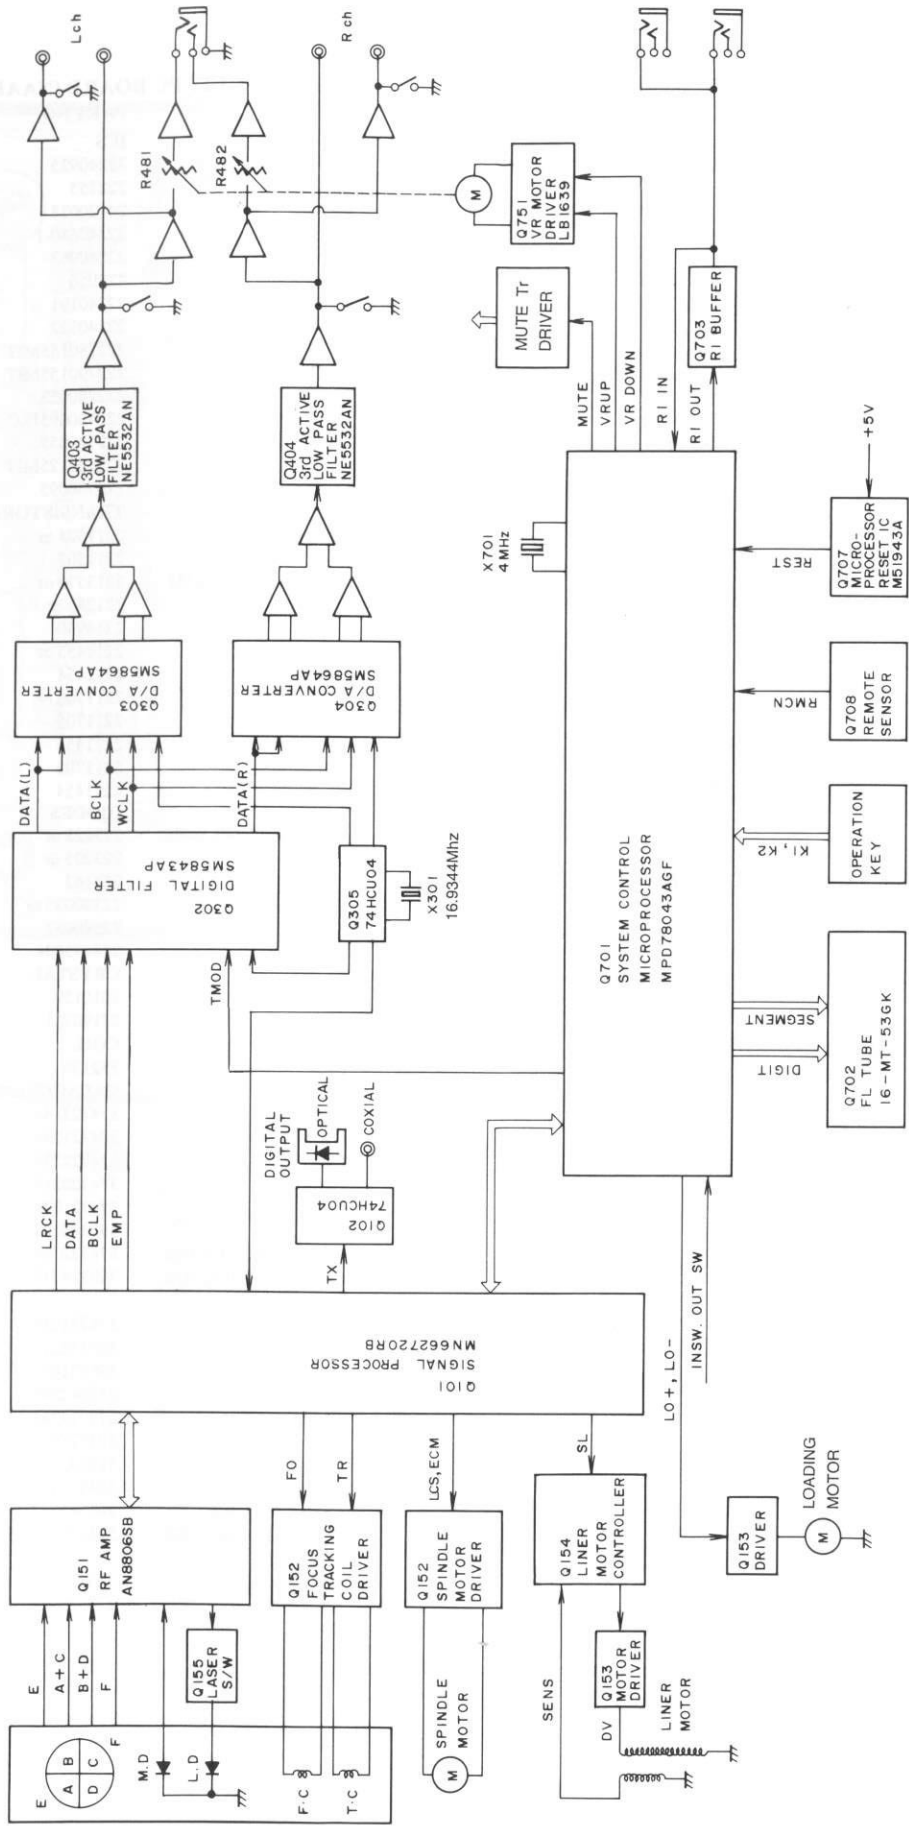 E
A+C
B+D
F
E
A
B
D
C
F
M.D
L.D
F·C
T·C
Q151
RF AMP
AN8806SB
Q155
LASER
S/W
Q152
FOCUS
TRACKING
COIL
DRIVER
FO
TR
Q152
SPINDLE
MOTOR
DRIVER
LCS,ECM
SPINDLE
MOTOR
M
Q154
LINER
MOTOR
CONTROLLER
SL
SENS
Q153
MOTOR
DRIVER
DV
LINER
MOTOR
Q153
DRIVER
LOADING
MOTOR
M
LO+, LO-
INSW. OUT SW
Q101
SIGNAL PROCESSOR
MN662720RB
LRCK
DATA
BCLK
EMP
TX
Q102
74HCU04
DIGITAL
OUTPUT
OPTICAL
COXIAL
TMOD
Q302
DIGITAL FILTER
SM5843AP
Q305
74HCU04
X301
16.9344Mhz
DATA(L)
BCLK
WCLK
DATA(R)
Q303
D/A CONVERTER
SM5864AP
Q304
D/A CONVERTER
SM5864AP
Q403
3rd ACTIVE
LOW PASS
FILTER
NE5532AN
Q404
3rd ACTIVE
LOW PASS
FILTER
NE5532AN
Lch
R481
R482
Rch
M
Q751
VR MOTOR
DRIVER
LB1639
MUTE Tr
DRIVER
MUTE
VRUP
VR DOWN
RI IN
RI OUT
Q703
RI BUFFER
X701
4MHz
Q701
SYSTEM CONTROL
MICROPROCESSOR
MPD78043AGF
DIGIT
SEGMENT
Q702
FL TUBE
16-MT-53GK
K1, K2
OPERATION
KEY
RMCN
Q708
REMOTE
SENSOR
REST
Q707
MICRO-
PROCESSOR
RESET IC
M51943A
+5V